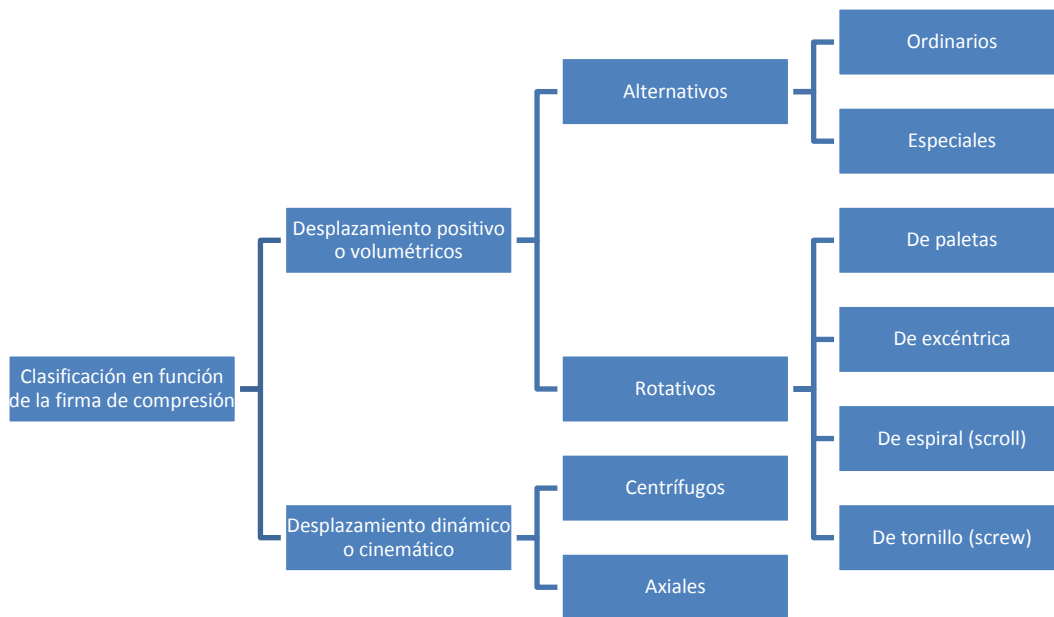 Clasificación en función
de la firma de compresión
Desplazamiento positivo
o volumétricos
Alternativos
Ordinarios
Especiales
Rotativos
De paletas
De excéntrica
De espiral (scroll)
De tornillo (screw)
Desplazamiento dinámico
o cinemático
Centrífugos
Axiales